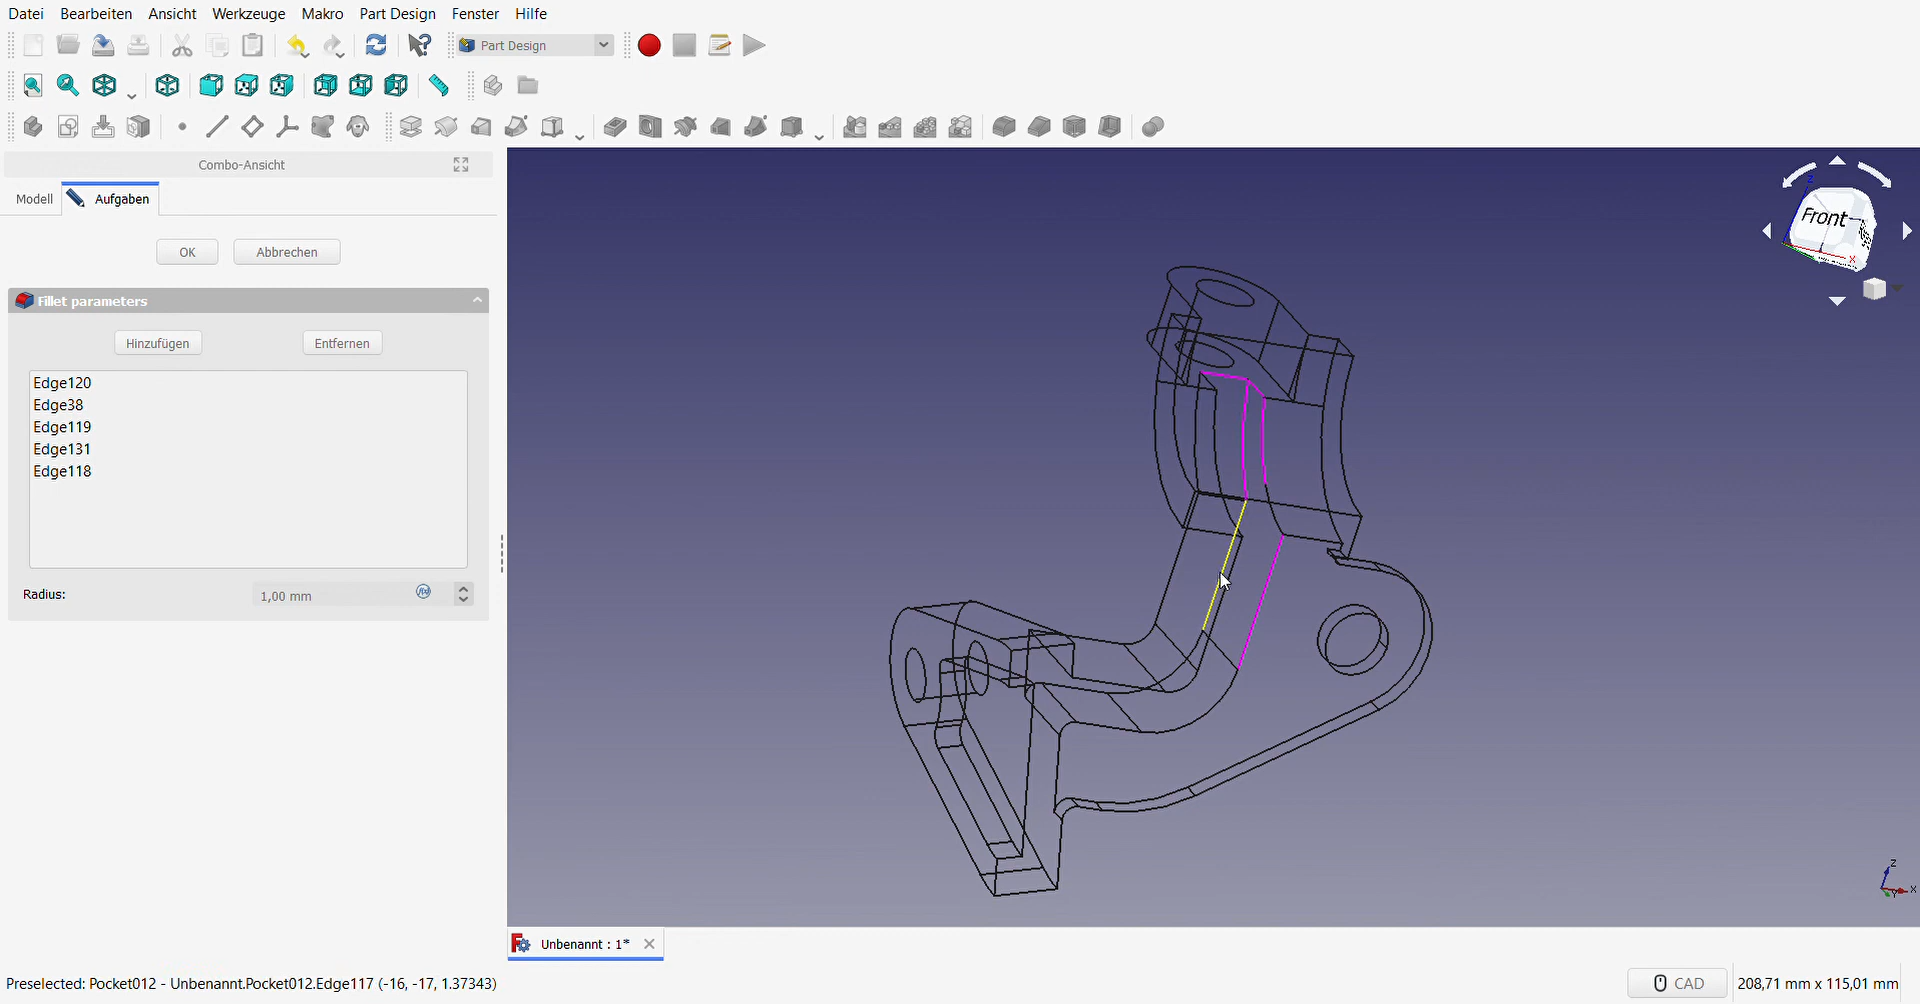 Datei Bearbeiten Ansicht Werkzeuge Makro Part Design Fenster Hilfe
Part Design
Combo-Ansicht
Modell Aufgaben
OK Abbrechen
Fillet parameters
Hinzufügen Entfernen
Edge120
Edge38
Edge119
Edge131
Edge118
Radius: 1,00 mm
Front
Z
X
Z
X
Y
Unbenannt : 1*
Preselected: Pocket012 - Unbenannt.Pocket012.Edge117 (-16, -17, 1.37343)
CAD 208,71 mm x 115,01 mm